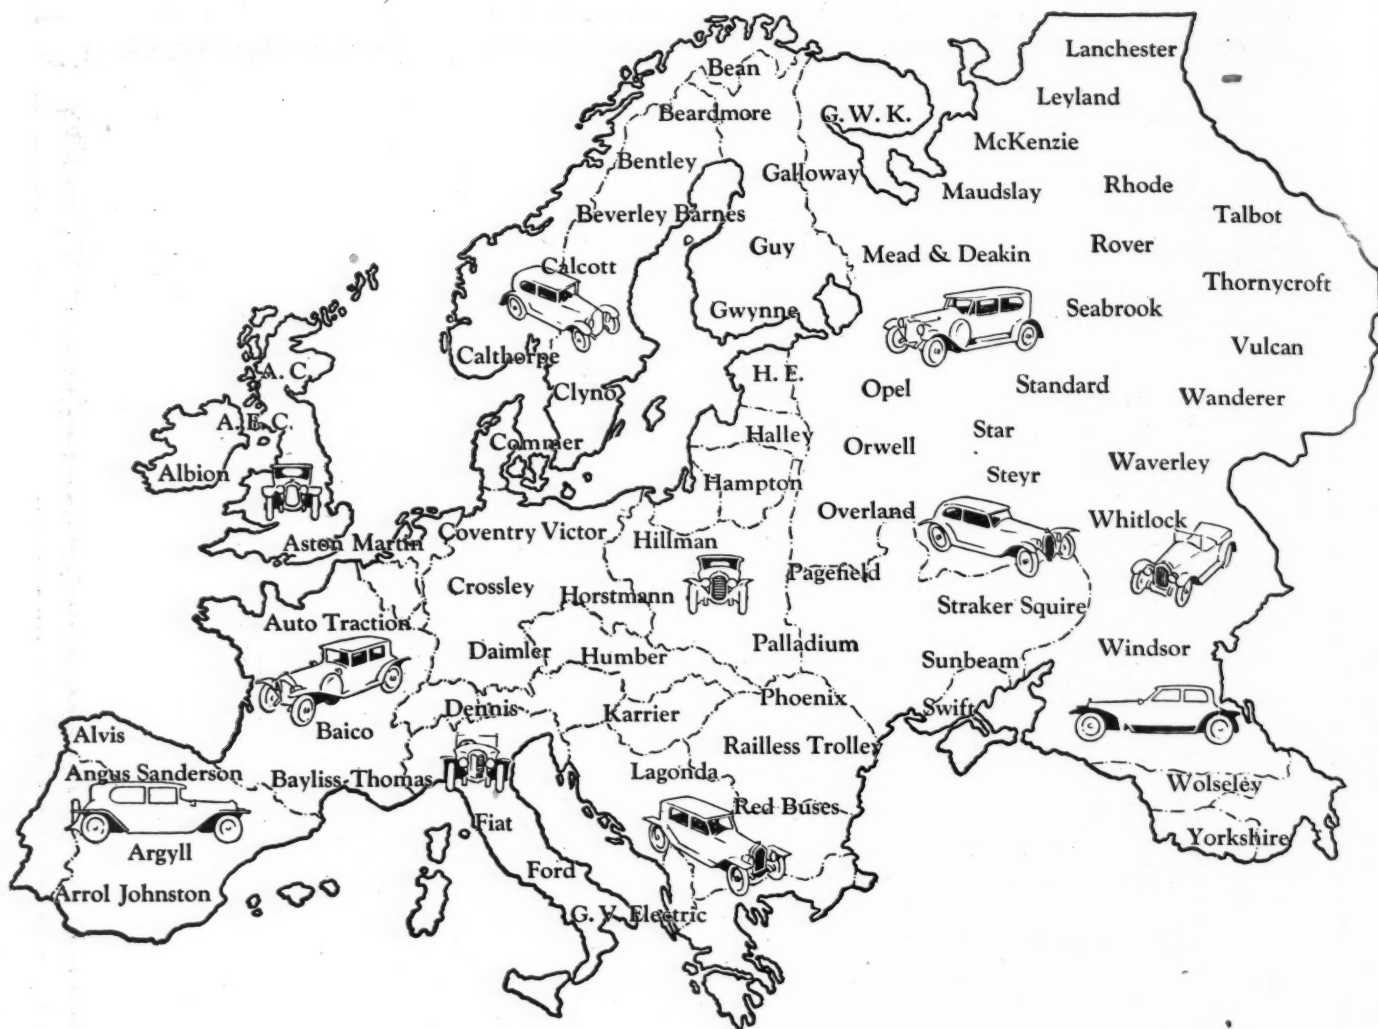 Lanchester
Bean
Leyland
Beardmore
G. W. K.
McKenzie
Bentley
Galloway
Maudslay
Rhode
Talbot
Beverley Barnes
Guy
Mead & Deakin
Rover
Calcott
Thornycroft
Gwynne
Seabrook
Vulcan
Calthorpe
A. C.
H. E.
Opel
Standard
Wanderer
Clyno
A. E. C.
Commer
Halley
Orwell
Star
Albion
Hampton
Steyr
Waverley
Overland
Whitlock
Aston Martin
Coventry Victor
Hillman
Pagefield
Crossley
Horstmann
Straker Squire
Auto Traction
Daimler
Humber
Palladium
Sunbeam
Windsor
Phoenix
Swift
Dennis
Karrier
Alvis
Baico
Railless Trolley
Angus Sanderson
Bayliss-Thomas
Lagonda
Wolseley
Red Buses
Fiat
Yorkshire
Argyll
Ford
Arrol Johnston
G. V. Electric